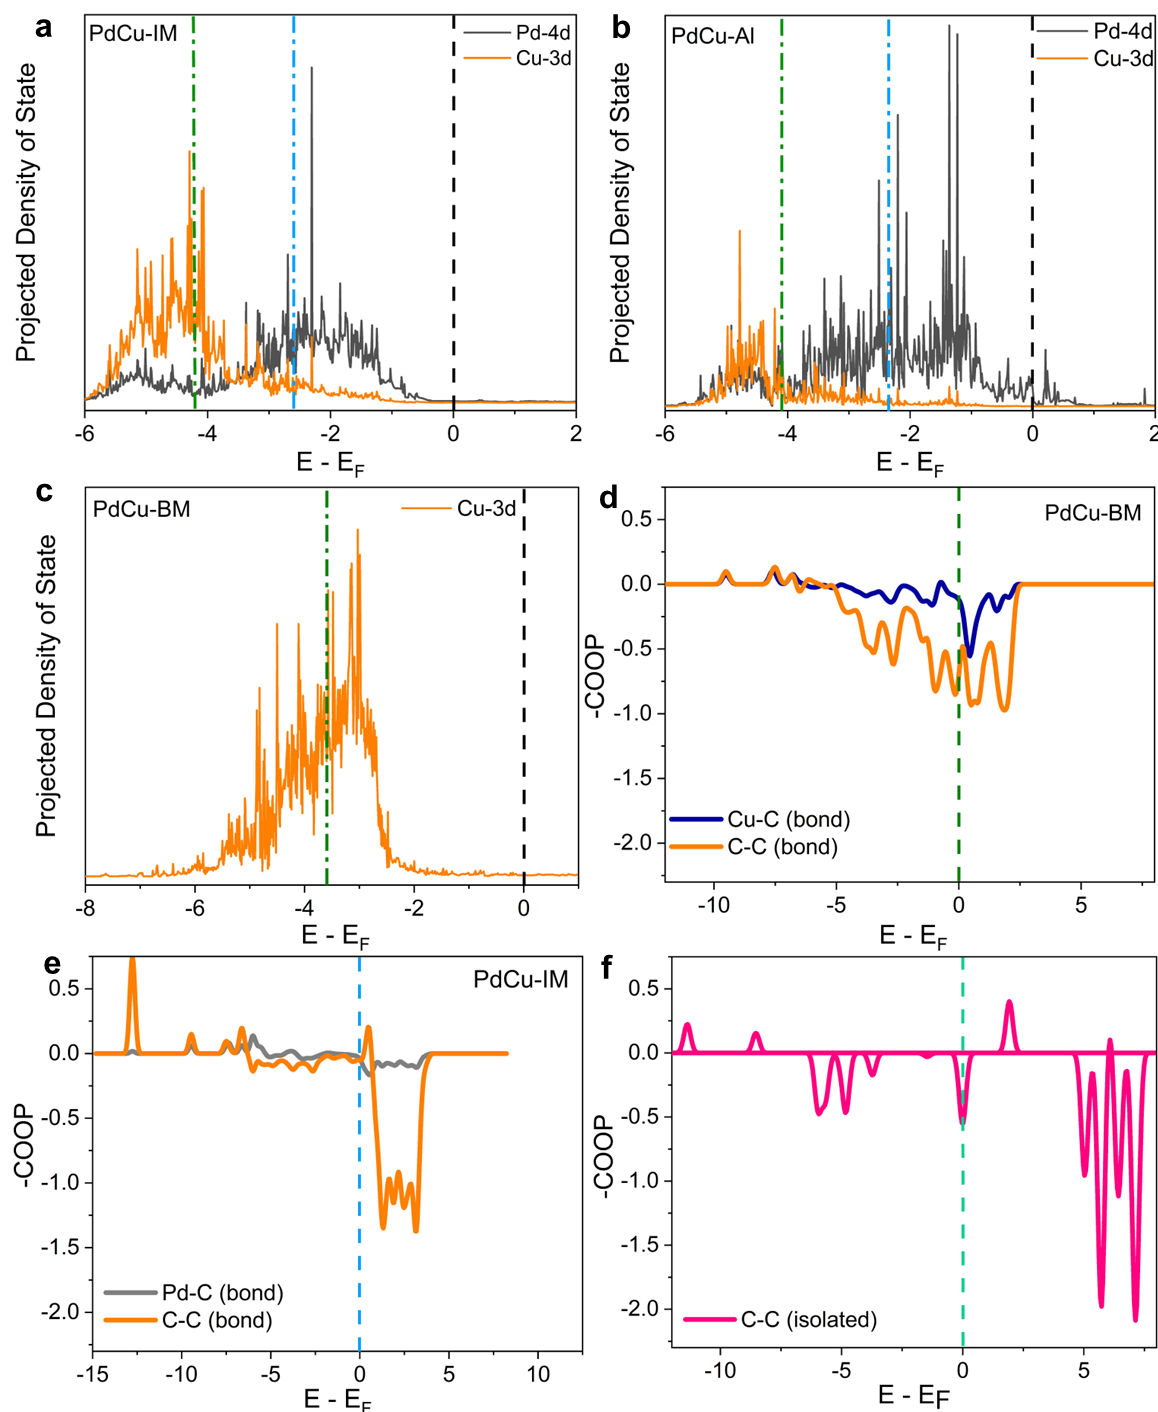 a
PdCu-IM
Pd-4d
Cu-3d
Projected Density of State
-6
-4
-2
0
2
E - EF
b
PdCu-Al
Pd-4d
Cu-3d
Projected Density of State
-6
-4
-2
0
2
E - EF
c
PdCu-BM
Cu-3d
Projected Density of State
-8
-6
-4
-2
0
E - EF
d
PdCu-BM
0.5
0.0
-0.5
-1.0
-1.5
-2.0
-COOP
Cu-C (bond)
C-C (bond)
-10
-5
0
5
E - EF
e
PdCu-IM
0.5
0.0
-0.5
-1.0
-1.5
-2.0
-COOP
Pd-C (bond)
C-C (bond)
-15
-10
-5
0
5
10
E - EF
f
0.5
0.0
-0.5
-1.0
-1.5
-2.0
-COOP
C-C (isolated)
-10
-5
0
5
E - EF